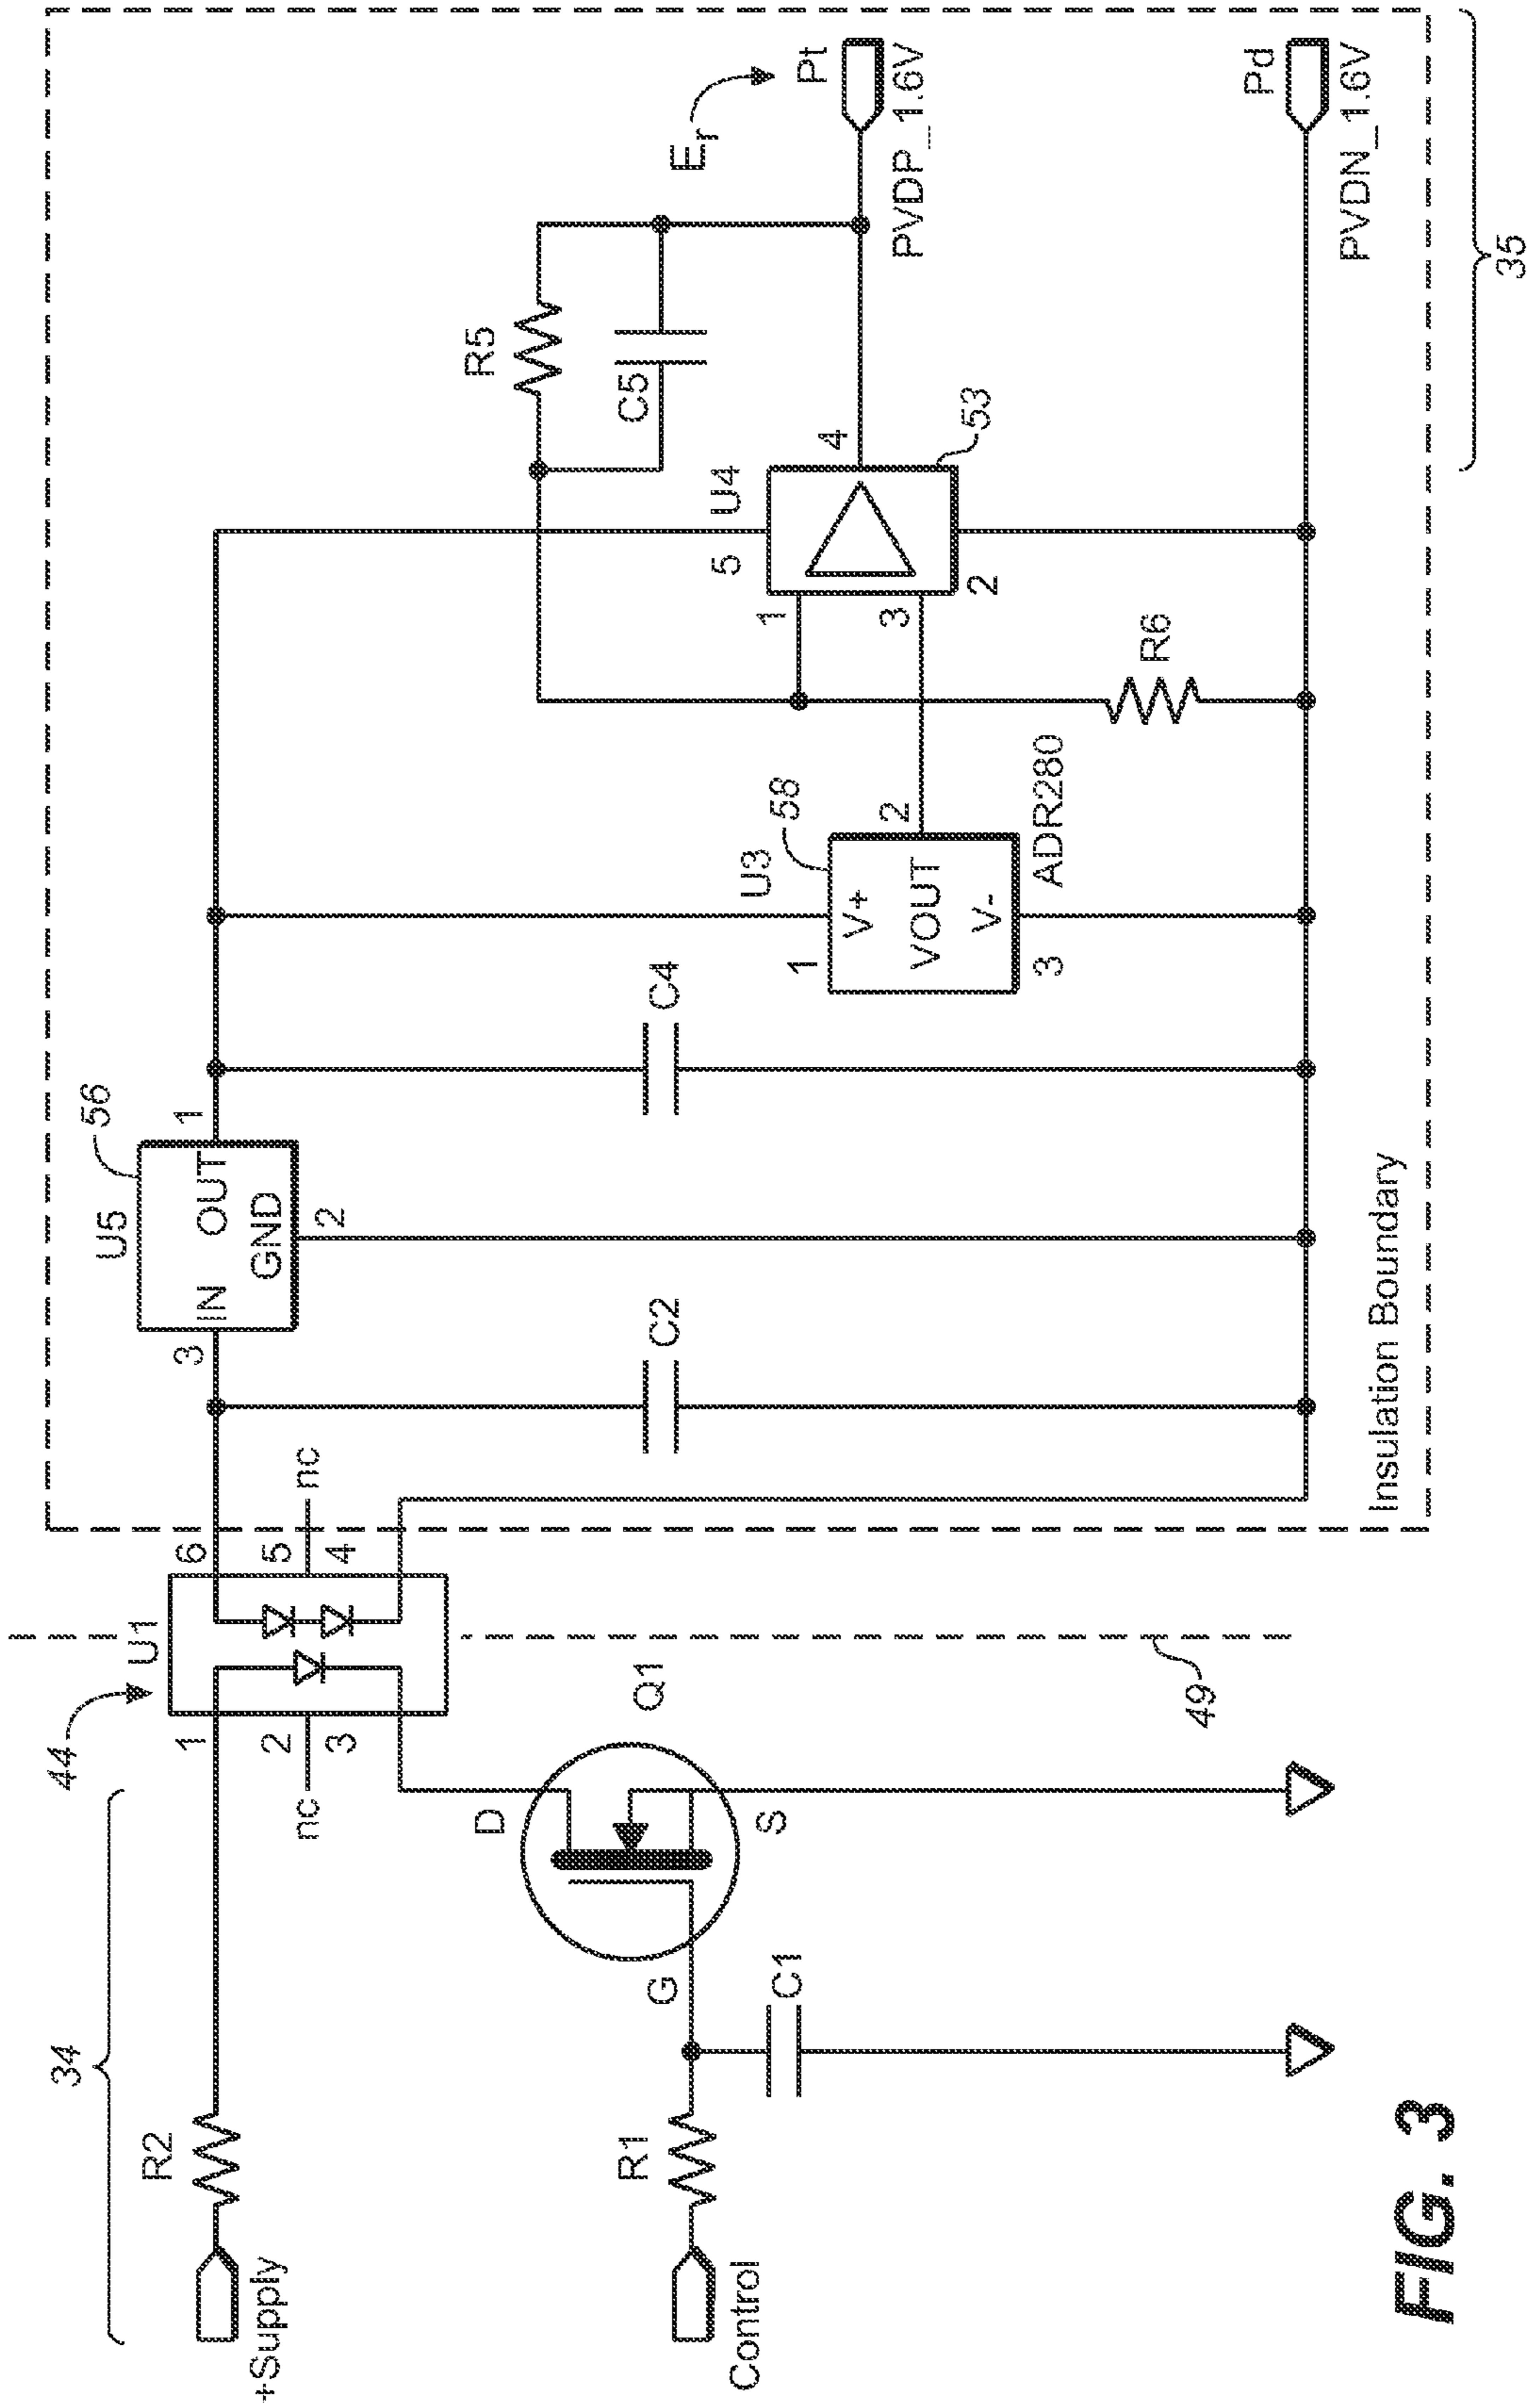 34
+Supply
R2
1
2
nc
3
44
U1
6
5
nc
4
Control
R1
G
C1
D
S
Q1
49
C2
3
U5
56
IN
OUT
GND
1
2
C4
U3
58
1
V+
VOUT
V-
2
3
ADR280
R6
1
3
5
U4
2
4
53
R5
C5
Er
Pt
PVDP_1.6V
Pd
PVDN_1.6V
35
Insulation Boundary
FIG. 3